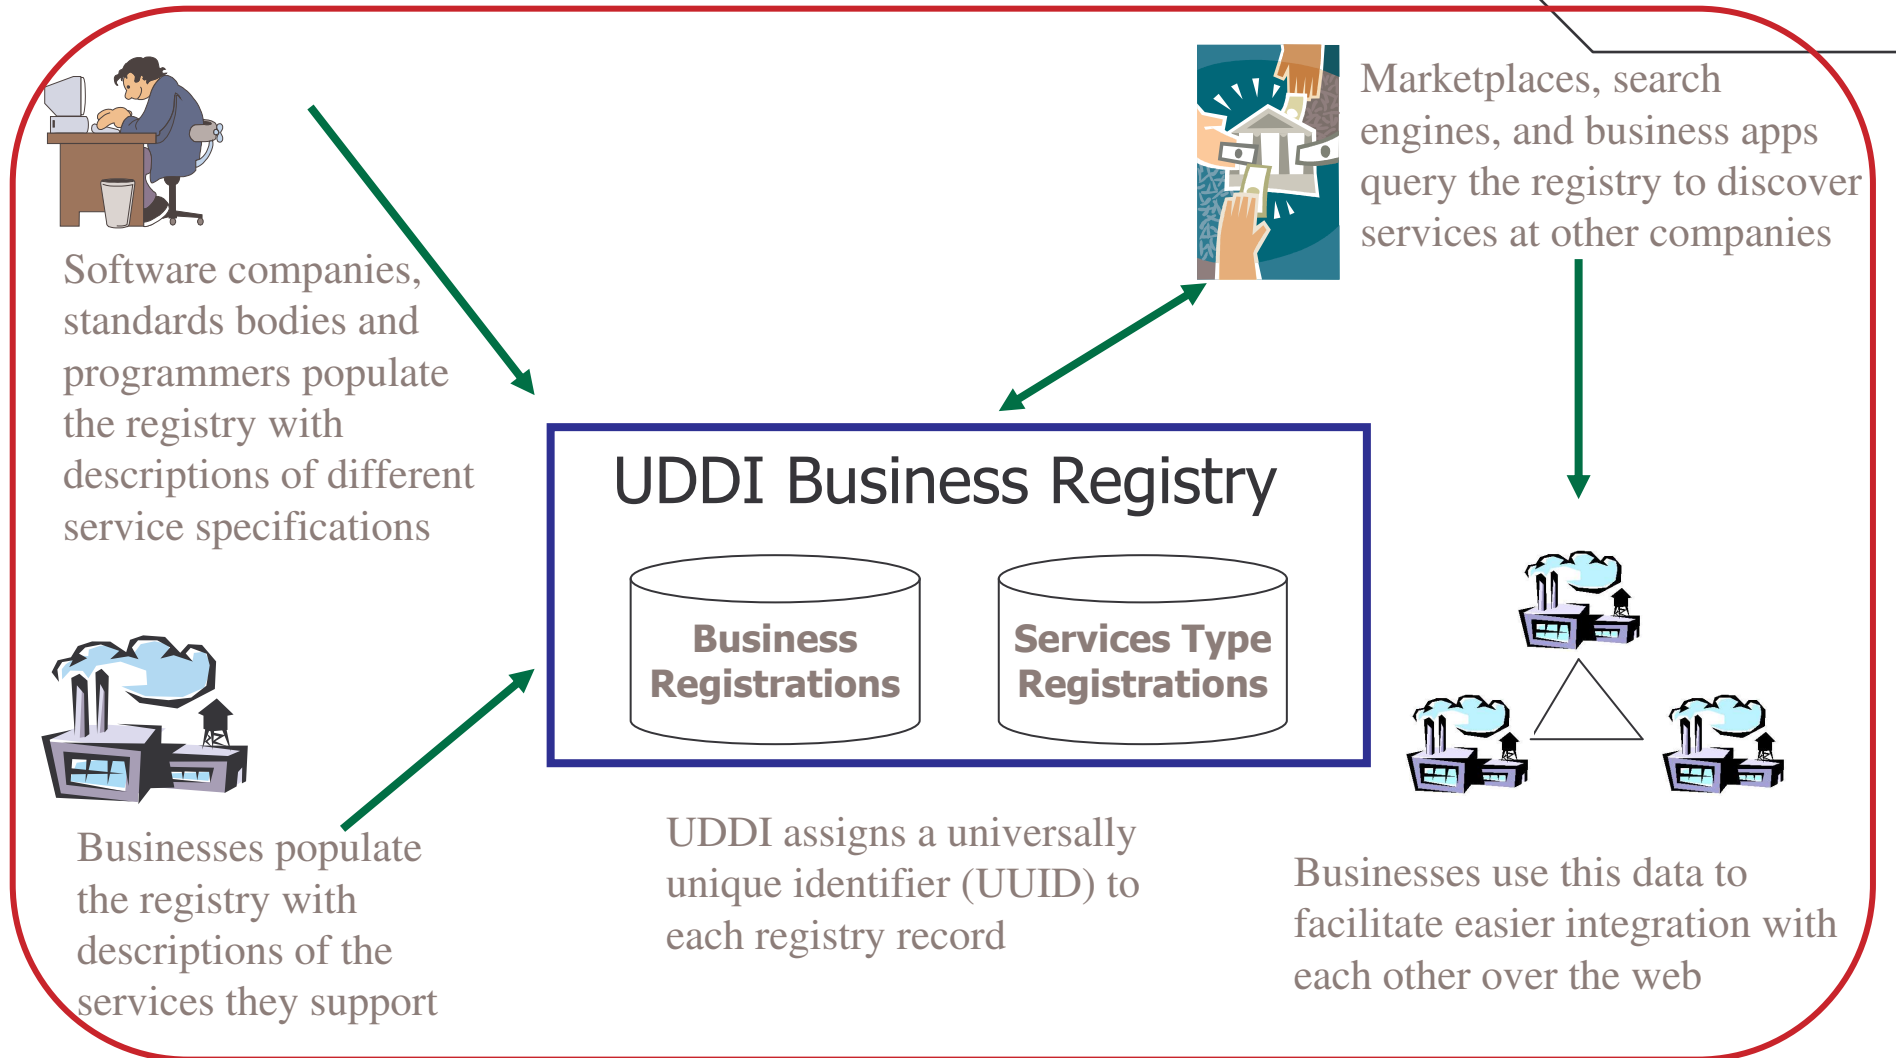 Software companies,
standards bodies and
programmers populate
the registry with
descriptions of different
service specifications
Marketplaces, search
engines, and business apps
query the registry to discover
services at other companies
UDDI Business Registry
Business
Registrations
Services Type
Registrations
Businesses populate
the registry with
descriptions of the
services they support
UDDI assigns a universally
unique identifier (UUID) to
each registry record
Businesses use this data to
facilitate easier integration with
each other over the web